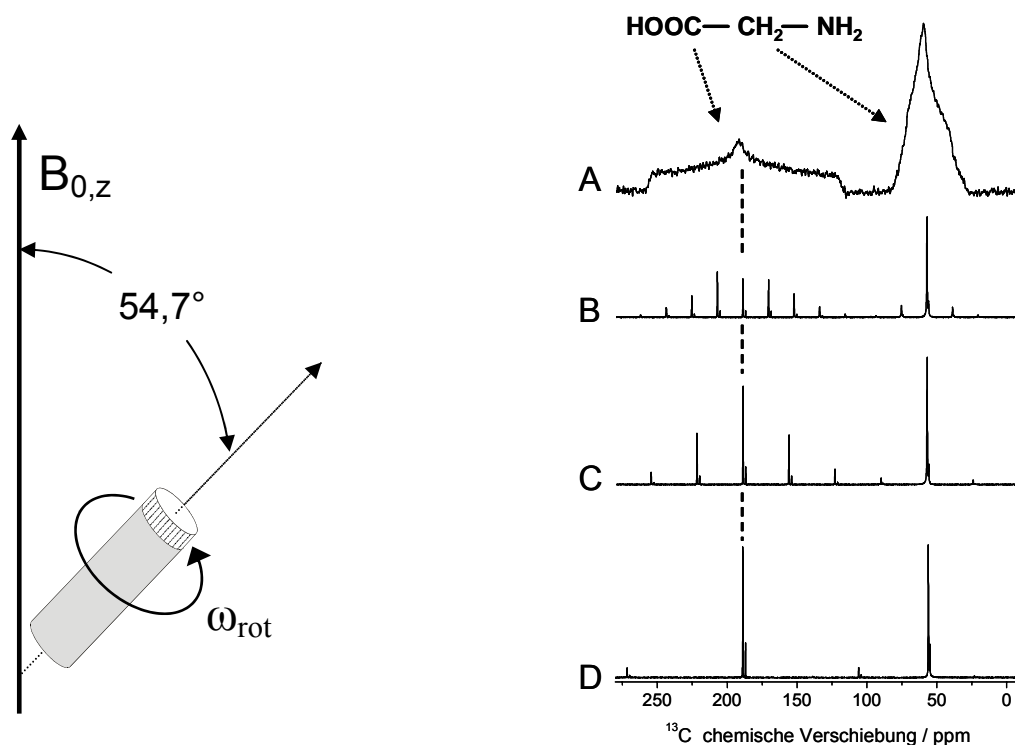 B0,z
54,7°
ωrot
HOOC— CH2— NH2
A
B
C
D
250 200 150 100 50 0
13C chemische Verschiebung / ppm